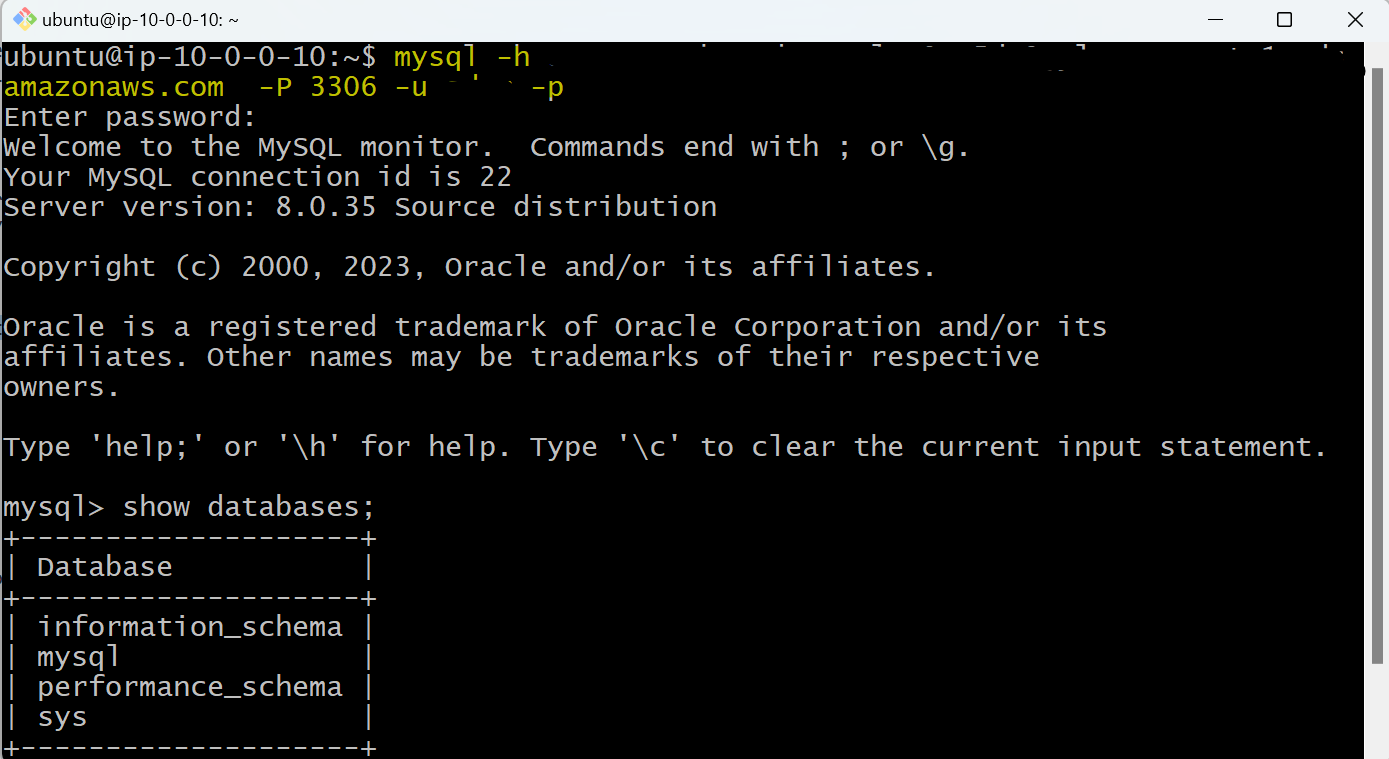 ubuntu@ip-10-0-0-10: ~
ubuntu@ip-10-0-0-10:~$ mysql -h
amazonaws.com  -P 3306 -u -p
Enter password:
Welcome to the MySQL monitor.  Commands end with ; or \g.
Your MySQL connection id is 22
Server version: 8.0.35 Source distribution
Copyright (c) 2000, 2023, Oracle and/or its affiliates.
Oracle is a registered trademark of Oracle Corporation and/or its
affiliates. Other names may be trademarks of their respective
owners.
Type 'help;' or '\h' for help. Type '\c' to clear the current input statement.
mysql> show databases;
+--------------------+
| Database           |
+--------------------+
| information_schema |
| mysql              |
| performance_schema |
| sys                |
+--------------------+